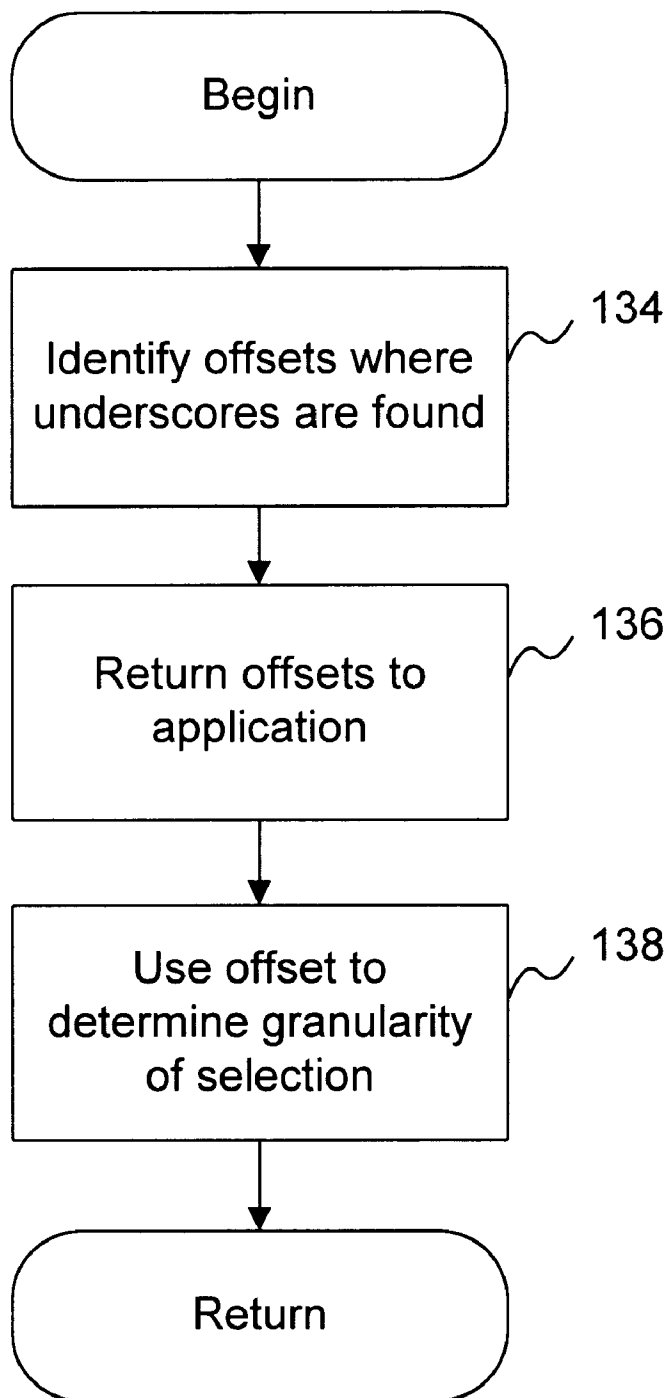 Begin
134
Identify offsets where
underscores are found
136
Return offsets to
application
138
Use offset to
determine granularity
of selection
Return